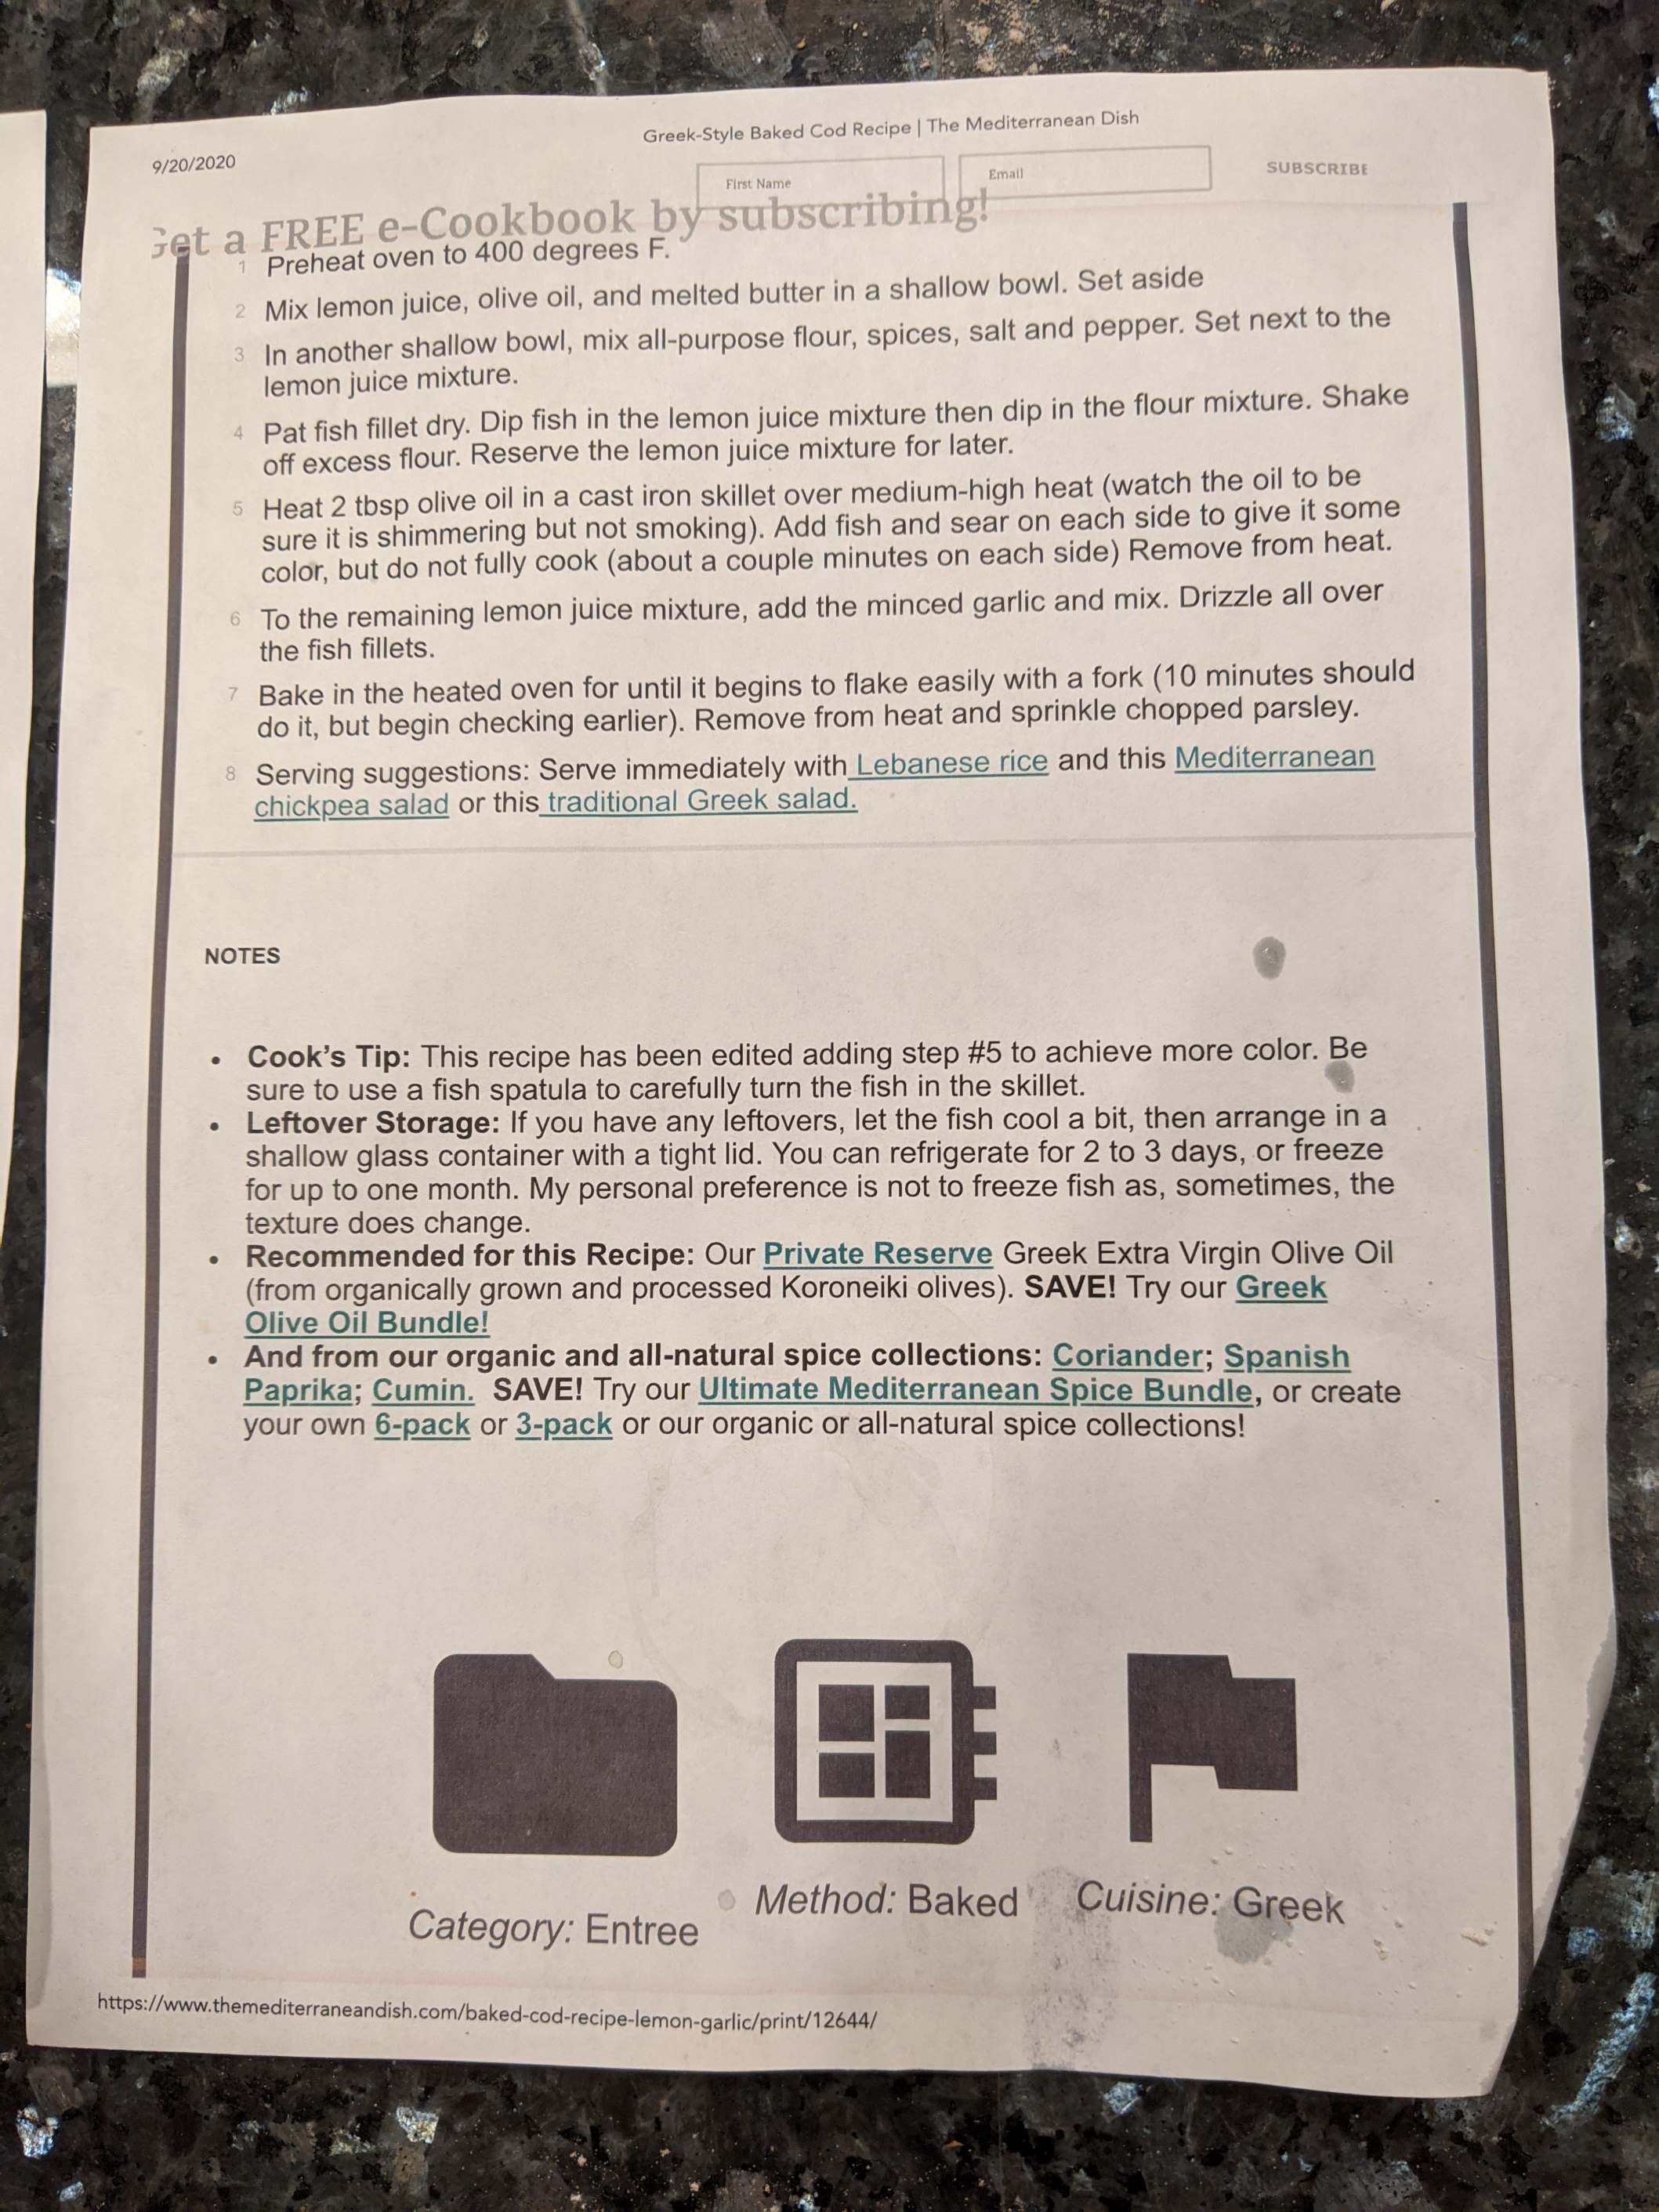 Greek-Style Baked Cod Recipe | The Mediterranean Dish
9/20/2020
First Name
Email
SUBSCRIBE
Get a FREE e-Cookbook by subscribing!
1 Preheat oven to 400 degrees F.
2 Mix lemon juice, olive oil, and melted butter in a shallow bowl. Set aside
3 In another shallow bowl, mix all-purpose flour, spices, salt and pepper. Set next to the
lemon juice mixture.
4 Pat fish fillet dry. Dip fish in the lemon juice mixture then dip in the flour mixture. Shake
off excess flour. Reserve the lemon juice mixture for later.
5 Heat 2 tbsp olive oil in a cast iron skillet over medium-high heat (watch the oil to be
sure it is shimmering but not smoking). Add fish and sear on each side to give it some
color, but do not fully cook (about a couple minutes on each side) Remove from heat.
6 To the remaining lemon juice mixture, add the minced garlic and mix. Drizzle all over
the fish fillets.
7 Bake in the heated oven for until it begins to flake easily with a fork (10 minutes should
do it, but begin checking earlier). Remove from heat and sprinkle chopped parsley.
8 Serving suggestions: Serve immediately with Lebanese rice and this Mediterranean
chickpea salad or this traditional Greek salad.
NOTES
• Cook's Tip: This recipe has been edited adding step #5 to achieve more color. Be
sure to use a fish spatula to carefully turn the fish in the skillet.
• Leftover Storage: If you have any leftovers, let the fish cool a bit, then arrange in a
shallow glass container with a tight lid. You can refrigerate for 2 to 3 days, or freeze
for up to one month. My personal preference is not to freeze fish as, sometimes, the
texture does change.
• Recommended for this Recipe: Our Private Reserve Greek Extra Virgin Olive Oil
(from organically grown and processed Koroneiki olives). SAVE! Try our Greek
Olive Oil Bundle!
• And from our organic and all-natural spice collections: Coriander; Spanish
Paprika; Cumin. SAVE! Try our Ultimate Mediterranean Spice Bundle, or create
your own 6-pack or 3-pack or our organic or all-natural spice collections!
Category: Entree
Method: Baked
Cuisine: Greek
https://www.themediterraneandish.com/baked-cod-recipe-lemon-garlic/print/12644/